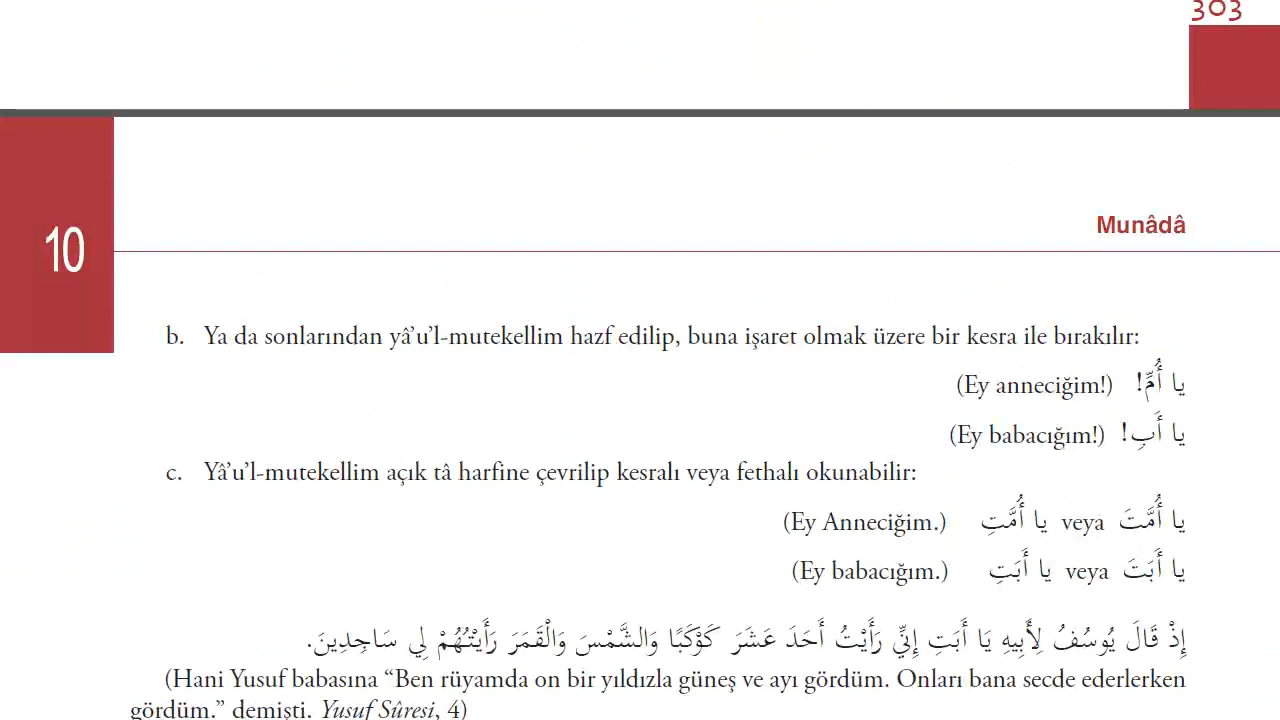 303
10
Munâdâ
b. Ya da sonlarından yâ’u’l-mutekellim hazf edilip, buna işaret olmak üzere bir kesra ile bırakılır:
يا أُمِّ! (Ey anneciğim!)
يا أَبِ! (Ey babacığım!)
c. Yâ’u’l-mutekellim açık tâ harfine çevrilip kesralı veya fethalı okunabilir:
يا أُمَّتَ veya يا أُمَّتِ (Ey Anneciğim.)
يا أَبَتَ veya يا أَبَتِ (Ey babacığım.)
إِذْ قَالَ يُوسُفُ لِأَبِيهِ يَا أَبَتِ إِنِّي رَأَيْتُ أَحَدَ عَشَرَ كَوْكَبًا وَالشَّمْسَ وَالْقَمَرَ رَأَيْتُهُمْ لِي سَاجِدِينَ.
(Hani Yusuf babasına “Ben rüyamda on bir yıldızla güneş ve ayı gördüm. Onları bana secde ederlerken
gördüm.” demişti. Yusuf Sûresi, 4)